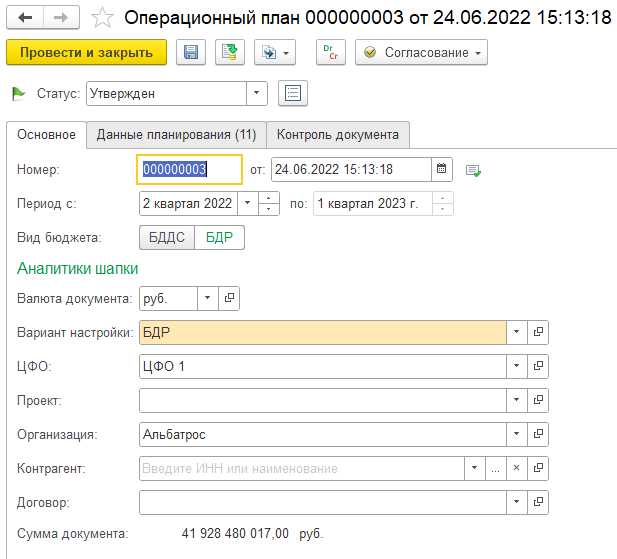 Операционный план 000000003 от 24.06.2022 15:13:18
Провести и закрыть Dr Cr Согласование
Статус: Утвержден
Основное Данные планирования (11) Контроль документа
Номер: 000000003 от: 24.06.2022 15:13:18
Период с: 2 квартал 2022 по: 1 квартал 2023 г.
Вид бюджета: БДДС БДР
Аналитики шапки
Валюта документа: руб.
Вариант настройки: БДР
ЦФО: ЦФО 1
Проект:
Организация: Альбатрос
Контрагент: Введите ИНН или наименование ... ×
Договор:
Сумма документа: 41 928 480 017,00 руб.